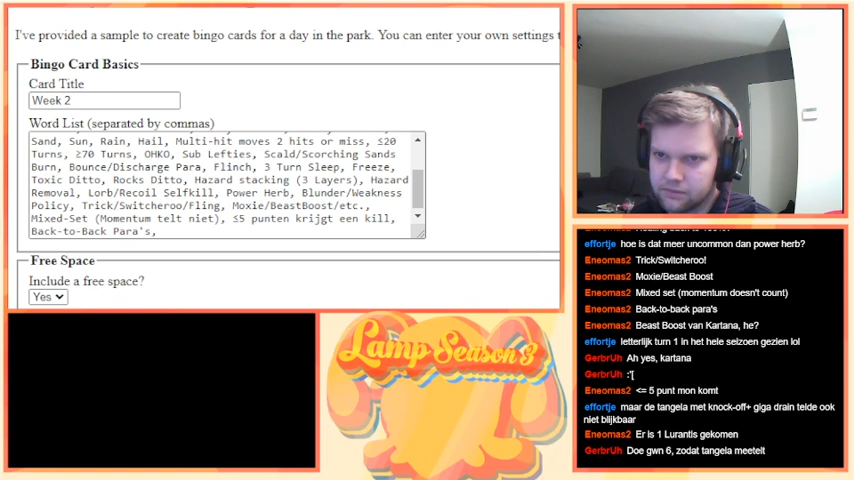 I've provided a sample to create bingo cards for a day in the park. You can enter your own settings t
Bingo Card Basics
Card Title
Week 2
Word List (separated by commas)
Sand, Sun, Rain, Hail, Multi-hit moves 2 hits or miss, ≤20
Turns, ≥70 Turns, OHKO, Sub Lefties, Scald/Scorching Sands
Burn, Bounce/Discharge Para, Flinch, 3 Turn Sleep, Freeze,
Toxic Ditto, Rocks Ditto, Hazard stacking (3 Layers), Hazard
Removal, Lorb/Recoil Selfkill, Power Herb, Blunder/Weakness
Policy, Trick/Switcheroo/Fling, Moxie/BeastBoost/etc.,
Mixed-Set (Momentum telt niet), ≤5 punten krijgt een kill,
Back-to-Back Para's,
Free Space
Include a free space?
Yes
Lamp Season 3
effortje hoe is dat meer uncommon dan power herb?
Eneomas2 Trick/Switcheroo!
Eneomas2 Moxie/Beast Boost
Eneomas2 Mixed set (momentum doesn't count)
Eneomas2 Back-to-back para's
Eneomas2 Beast Boost van Kartana, he?
effortje letterlijk turn 1 in het hele seizoen gezien lol
GerbrUh Ah yes, kartana
GerbrUh :'[
Eneomas2 <= 5 punt mon komt
effortje maar de tangela met knock-off+ giga drain telde ook
niet blijkbaar
Eneomas2 Er is 1 Lurantis gekomen
GerbrUh Doe gwn 6, zodat tangela meetelt